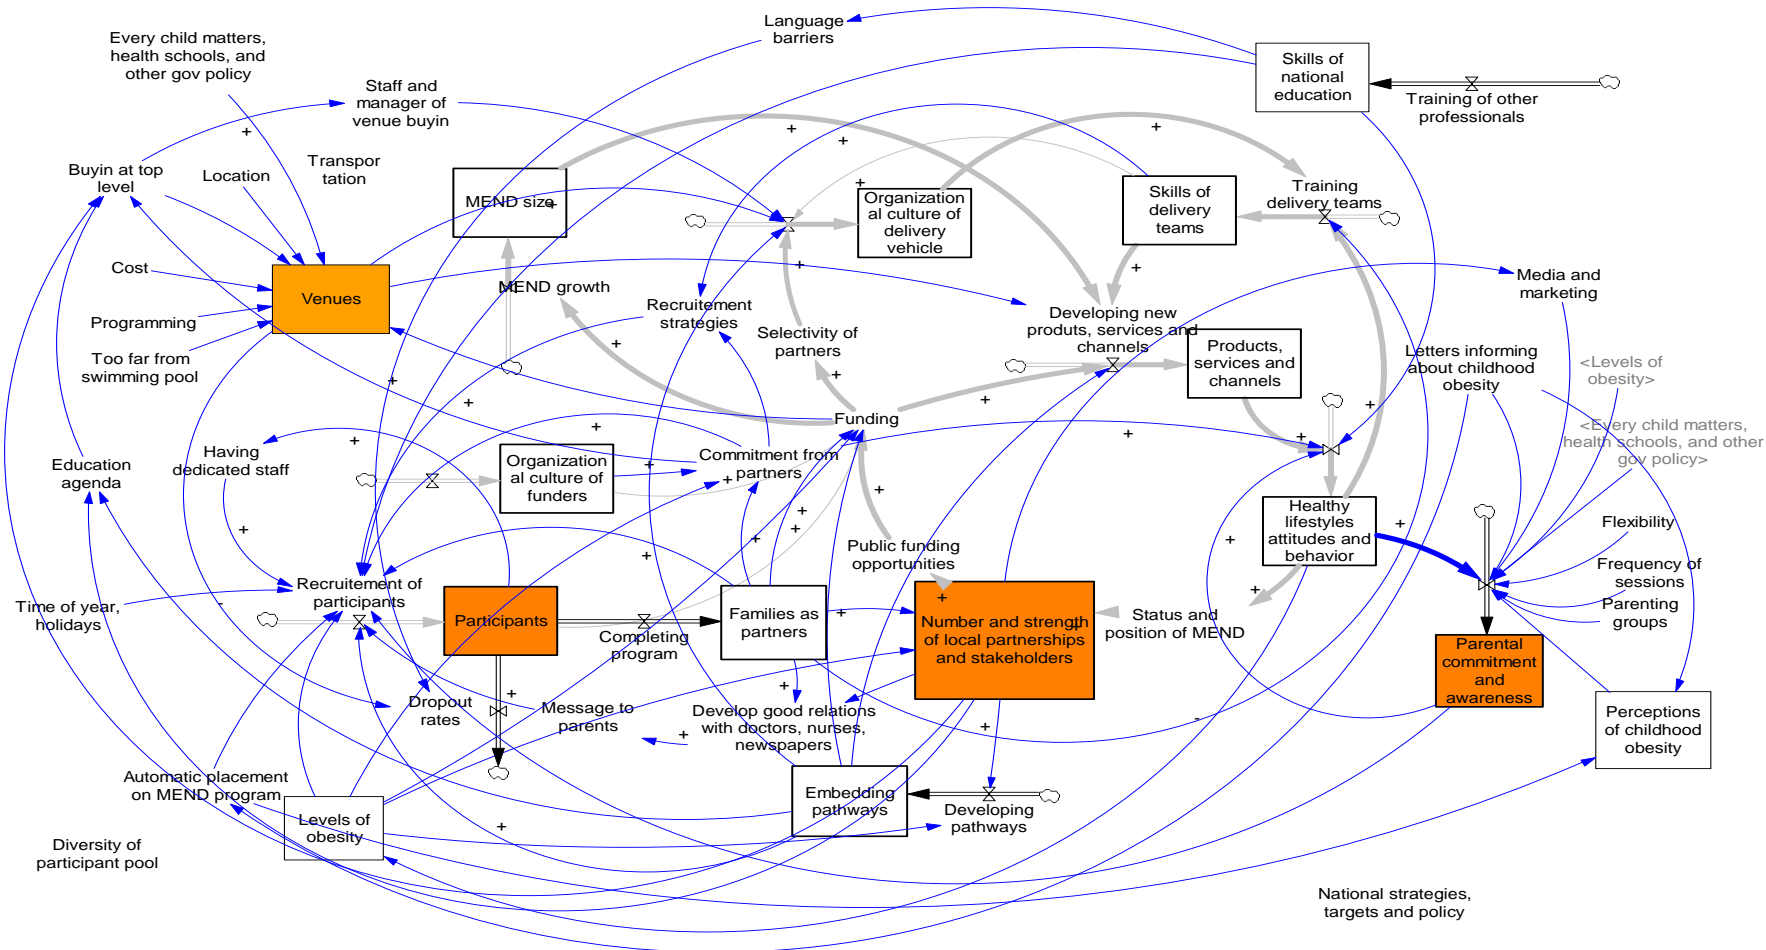 Language
barriers
Every child matters,
health schools, and
other gov policy
Skills of
national
education
Training of other
professionals
Staff and
manager of
venue buyin
Buyin at top
level
Location
Transpor
tation
MEND size
Organization
al culture of
delivery
vehicle
Skills of
delivery
teams
Training
delivery teams
Cost
Venues
MEND growth
Programming
Too far from
swimming pool
Recruitement
strategies
Selectivity of
partners
Developing new
produts, services and
channels
Products,
services and
channels
Media and
marketing
Letters informing
about childhood
obesity
<Levels of
obesity>
<Every child matters,
health schools, and other
gov policy>
Funding
Having
dedicated staff
Education
agenda
Organization
al culture of
funders
Commitment from
partners
Healthy
lifestyles
attitudes and
behavior
Flexibility
Frequency of
sessions
Parenting
groups
Public funding
opportunities
Time of year,
holidays
Recruitement of
participants
Participants
Completing
program
Families as
partners
Number and strength
of local partnerships
and stakeholders
Status and
position of MEND
Parental
commitment
and
awareness
Dropout
rates
Message to
parents
Develop good relations
with doctors, nurses,
newspapers
Perceptions
of childhood
obesity
Automatic placement
on MEND program
Levels of
obesity
Embedding
pathways
Developing
pathways
Diversity of
participant pool
National strategies,
targets and policy